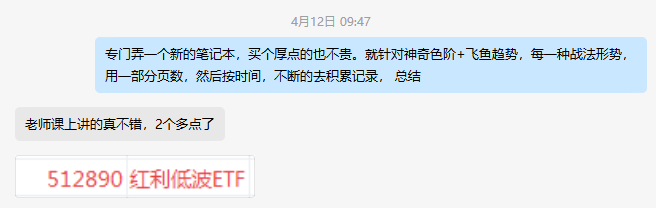 4月12日 09:47
专门弄一个新的笔记本，买个厚点的也不贵。就针对神奇色阶+飞鱼趋势，每一种战法形势，
用一部分页数，然后按时间，不断的去积累记录， 总结
老师课上讲的真不错，2个多点了
512890 红利低波ETF